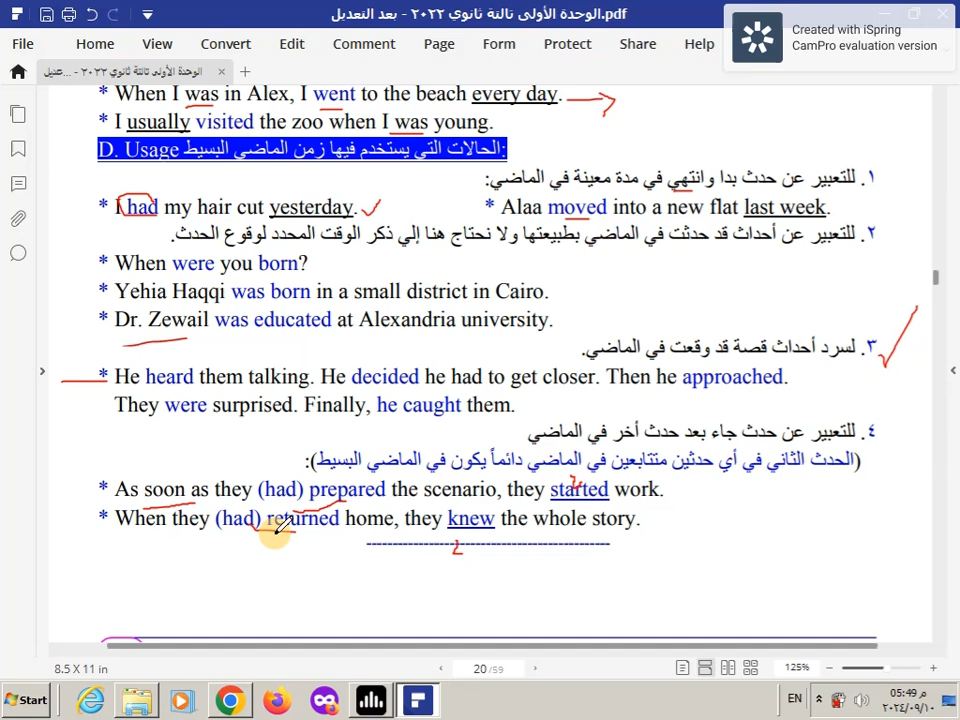 الوحدة الأولى تالتة ثانوي ٢٠٢٢ - بعد التعديل.pdf
Created with iSpring
CamPro evaluation version
File Home View Convert Edit Comment Page Form Protect Share Help
الوحدة الأولى تالتة ثانوي ٢٠٢٢ - بعد
* When I was in Alex, I went to the beach every day.
* I usually visited the zoo when I was young.
D. Usage الحالات التي يستخدم فيها زمن الماضي البسيط:
١. للتعبير عن حدث بدا وانتهي في مدة معينة في الماضي:
* I had my hair cut yesterday. * Alaa moved into a new flat last week.
٢. للتعبير عن أحداث قد حدثت في الماضي بطبيعتها ولا نحتاج هنا إلي ذكر الوقت المحدد لوقوع الحدث.
* When were you born?
* Yehia Haqqi was born in a small district in Cairo.
* Dr. Zewail was educated at Alexandria university.
٣. لسرد أحداث قصة قد وقعت في الماضي.
* He heard them talking. He decided he had to get closer. Then he approached.
They were surprised. Finally, he caught them.
٤. للتعبير عن حدث جاء بعد حدث أخر في الماضي
(الحدث الثاني في أي حدثين متتابعين في الماضي دائماً يكون في الماضي البسيط):
* As soon as they (had) prepared the scenario, they started work.
2
* When they (had) returned home, they knew the whole story.
2
8.5 X 11 in 20 /59 125%
Start EN 05:49 م
٢٠٢٤/٠٩/١٠